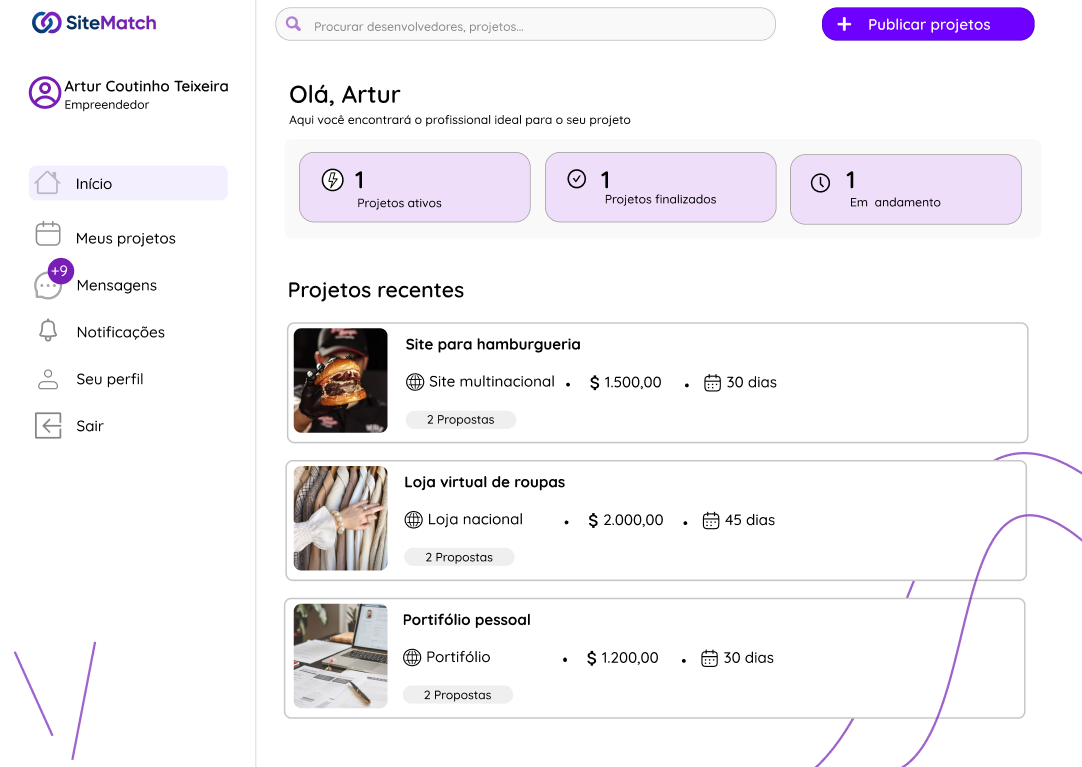 SiteMatch
Procurar desenvolvedores, projetos...
+ Publicar projetos
Artur Coutinho Teixeira
Empreendedor
Início
Meus projetos
+9
Mensagens
Notificações
Seu perfil
Sair
Olá, Artur
Aqui você encontrará o profissional ideal para o seu projeto
1
Projetos ativos
1
Projetos finalizados
1
Em andamento
Projetos recentes
Site para hamburgueria
Site multinacional • $ 1.500,00 • 30 dias
2 Propostas
Loja virtual de roupas
Loja nacional • $ 2.000,00 • 45 dias
2 Propostas
Portifólio pessoal
Portifólio • $ 1.200,00 • 30 dias
2 Propostas